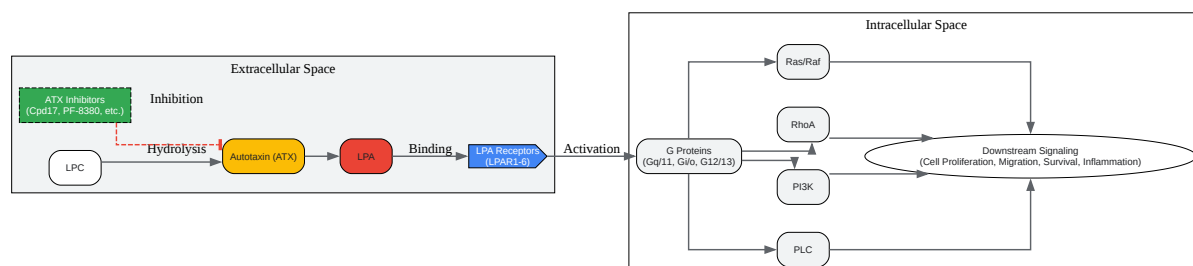 Intracellular Space
Extracellular Space
ATX Inhibitors
(Cpd17, PF-8380, etc.)
Inhibition
LPC
Hydrolysis
Autotaxin (ATX)
LPA
Binding
LPA Receptors
(LPAR1-6)
Activation
G Proteins
(Gq/11, Gi/o, G12/13)
Ras/Raf
RhoA
PI3K
PLC
Downstream Signaling
(Cell Proliferation, Migration, Survival, Inflammation)